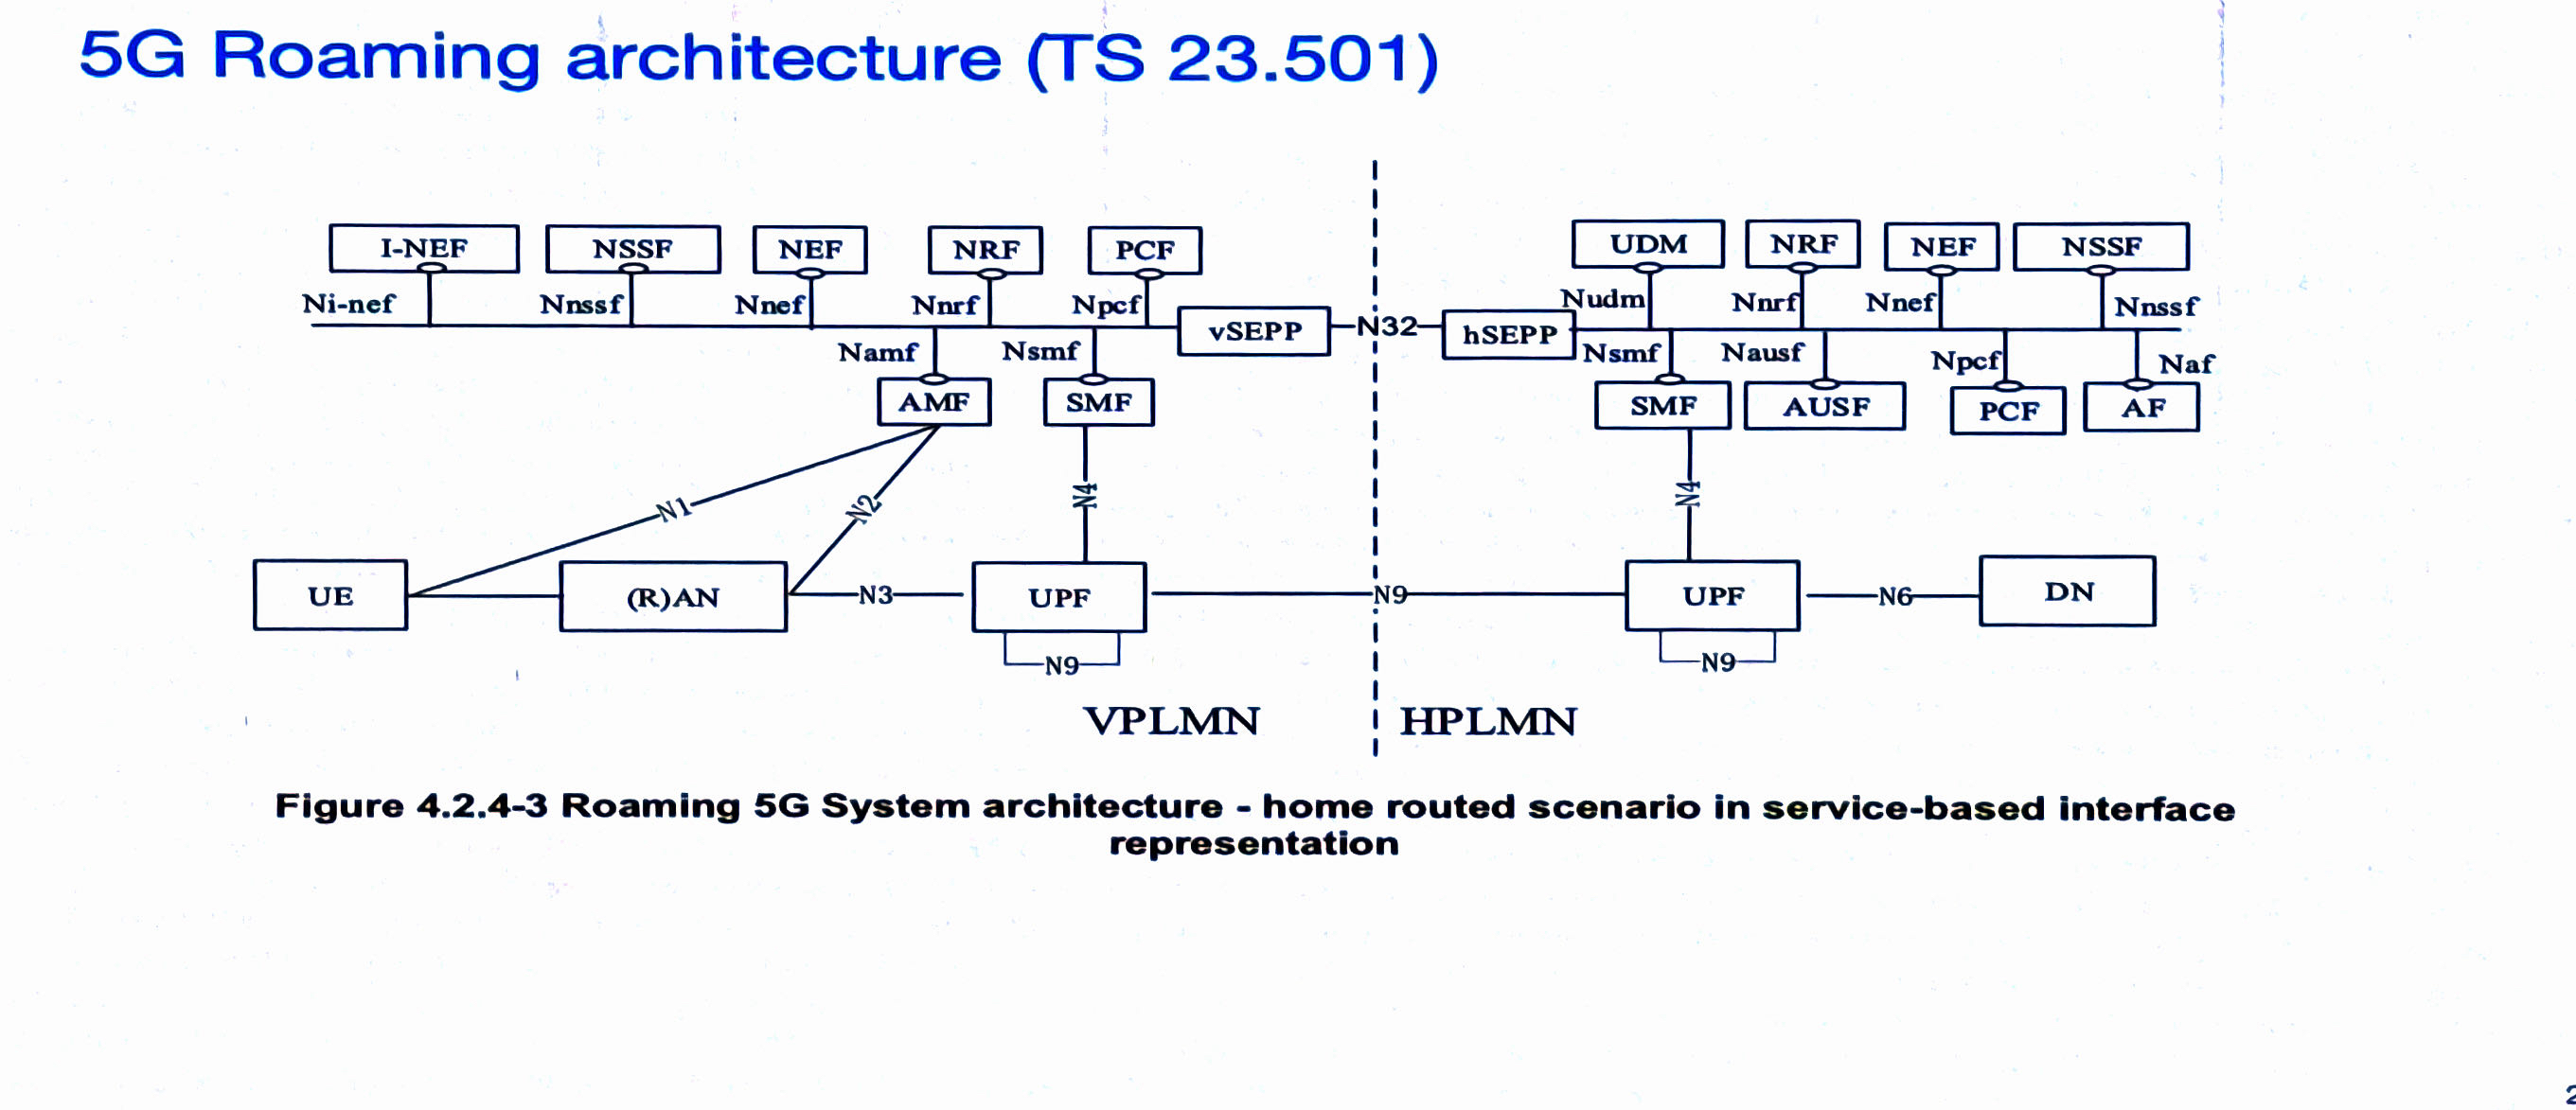 5G Roaming architecture (TS 23.501)
I-NEF NSSF NEF NRF PCF UDM NRF NEF NSSF
Ni-nef Nnssf Nnef Nnrf Npcf Nudm Nnrf Nnef Nnssf
vSEPP N32 hSEPP
Namf Nsmf Nsmf Nausf Npcf Naf
AMF SMF SMF AUSF PCF AF
N1 N2 N4 N4
UE (R)AN N3 UPF N9 UPF N6 DN
N9 N9
VPLMN HPLMN
Figure 4.2.4-3 Roaming 5G System architecture - home routed scenario in service-based interface
representation